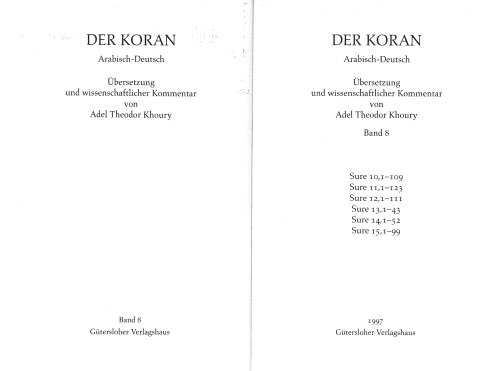 DER KORAN
Arabisch-Deutsch
Übersetzung
und wissenschaftlicher Kommentar
von
Adel Theodor Khoury
Band 8
Gütersloher Verlagshaus
DER KORAN
Arabisch-Deutsch
Übersetzung
und wissenschaftlicher Kommentar
von
Adel Theodor Khoury
Band 8
Sure 10,1–109
Sure 11,1–123
Sure 12,1–111
Sure 13,1–43
Sure 14,1–52
Sure 15,1–99
1997
Gütersloher Verlagshaus